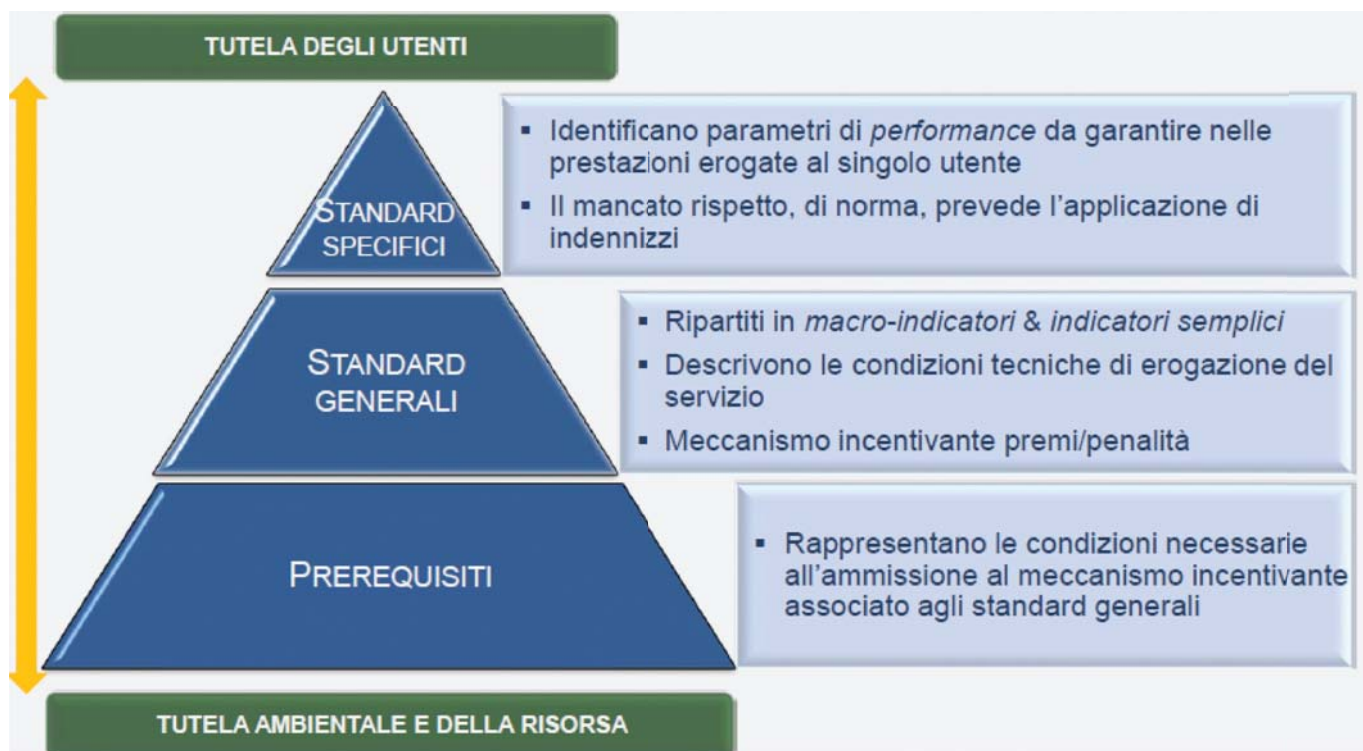 TUTELA DEGLI UTENTI
STANDARD
SPECIFICI
▪ Identificano parametri di performance da garantire nelle
prestazioni erogate al singolo utente
▪ Il mancato rispetto, di norma, prevede l'applicazione di
indennizzi
STANDARD
GENERALI
▪ Ripartiti in macro-indicatori & indicatori semplici
▪ Descrivono le condizioni tecniche di erogazione del
servizio
▪ Meccanismo incentivante premi/penalità
PREREQUISITI
▪ Rappresentano le condizioni necessarie
all'ammissione al meccanismo incentivante
associato agli standard generali
TUTELA AMBIENTALE E DELLA RISORSA